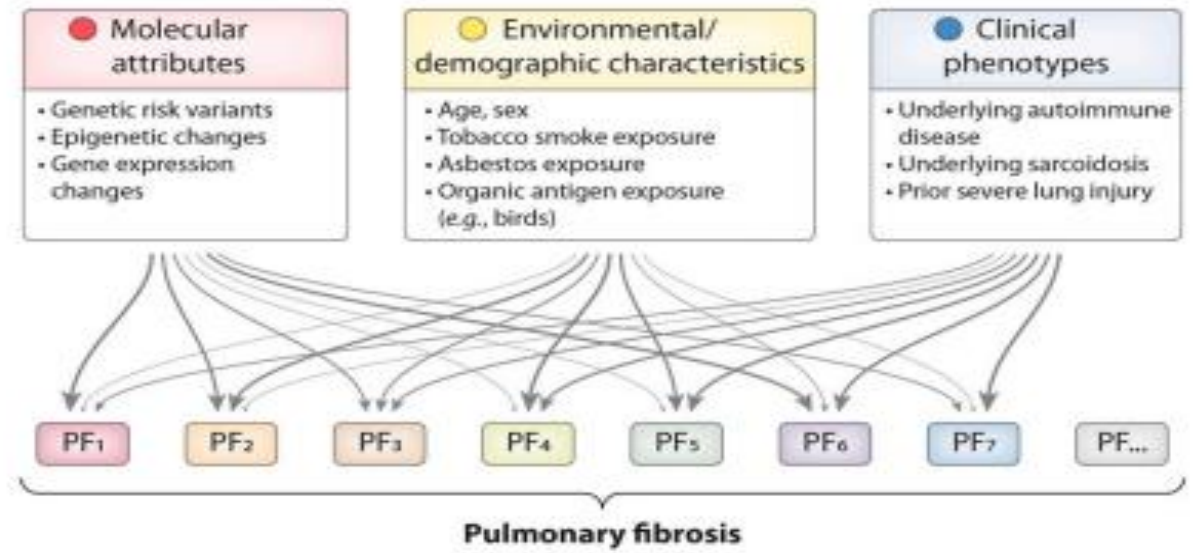 Molecular
attributes
• Genetic risk variants
• Epigenetic changes
• Gene expression
changes
Environmental/
demographic characteristics
• Age, sex
• Tobacco smoke exposure
• Asbestos exposure
• Organic antigen exposure
(e.g., birds)
Clinical
phenotypes
• Underlying autoimmune
disease
• Underlying sarcoidosis
• Prior severe lung injury
PF₁
PF₂
PF₃
PF₄
PF₅
PF₆
PF₇
PF...
Pulmonary fibrosis